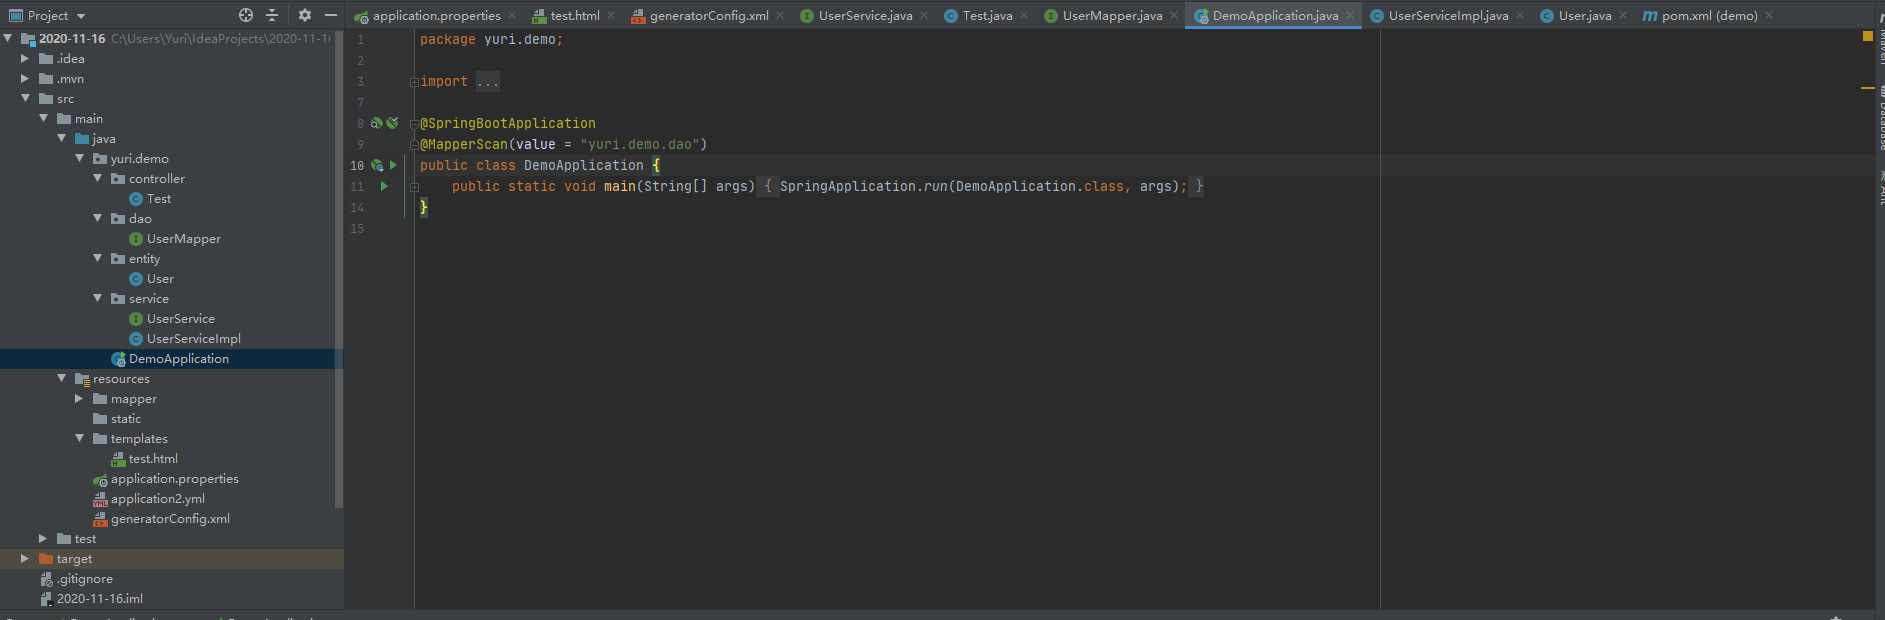 Project
application.properties
test.html
generatorConfig.xml
UserService.java
Test.java
UserMapper.java
DemoApplication.java
UserServiceImpl.java
User.java
pom.xml (demo)
2020-11-16 C:\Users\Yuri\IdeaProjects\2020-11-1
.idea
.mvn
src
main
java
yuri.demo
controller
Test
dao
UserMapper
entity
User
service
UserService
UserServiceImpl
DemoApplication
resources
mapper
static
templates
test.html
application.properties
application2.yml
generatorConfig.xml
test
target
.gitignore
2020-11-16.iml
1 package yuri.demo;
2
3 import ...
7
8 @SpringBootApplication
9 @MapperScan(value = "yuri.demo.dao")
10 public class DemoApplication {
11 public static void main(String[] args) { SpringApplication.run(DemoApplication.class, args); }
14 }
15
Maven
Database